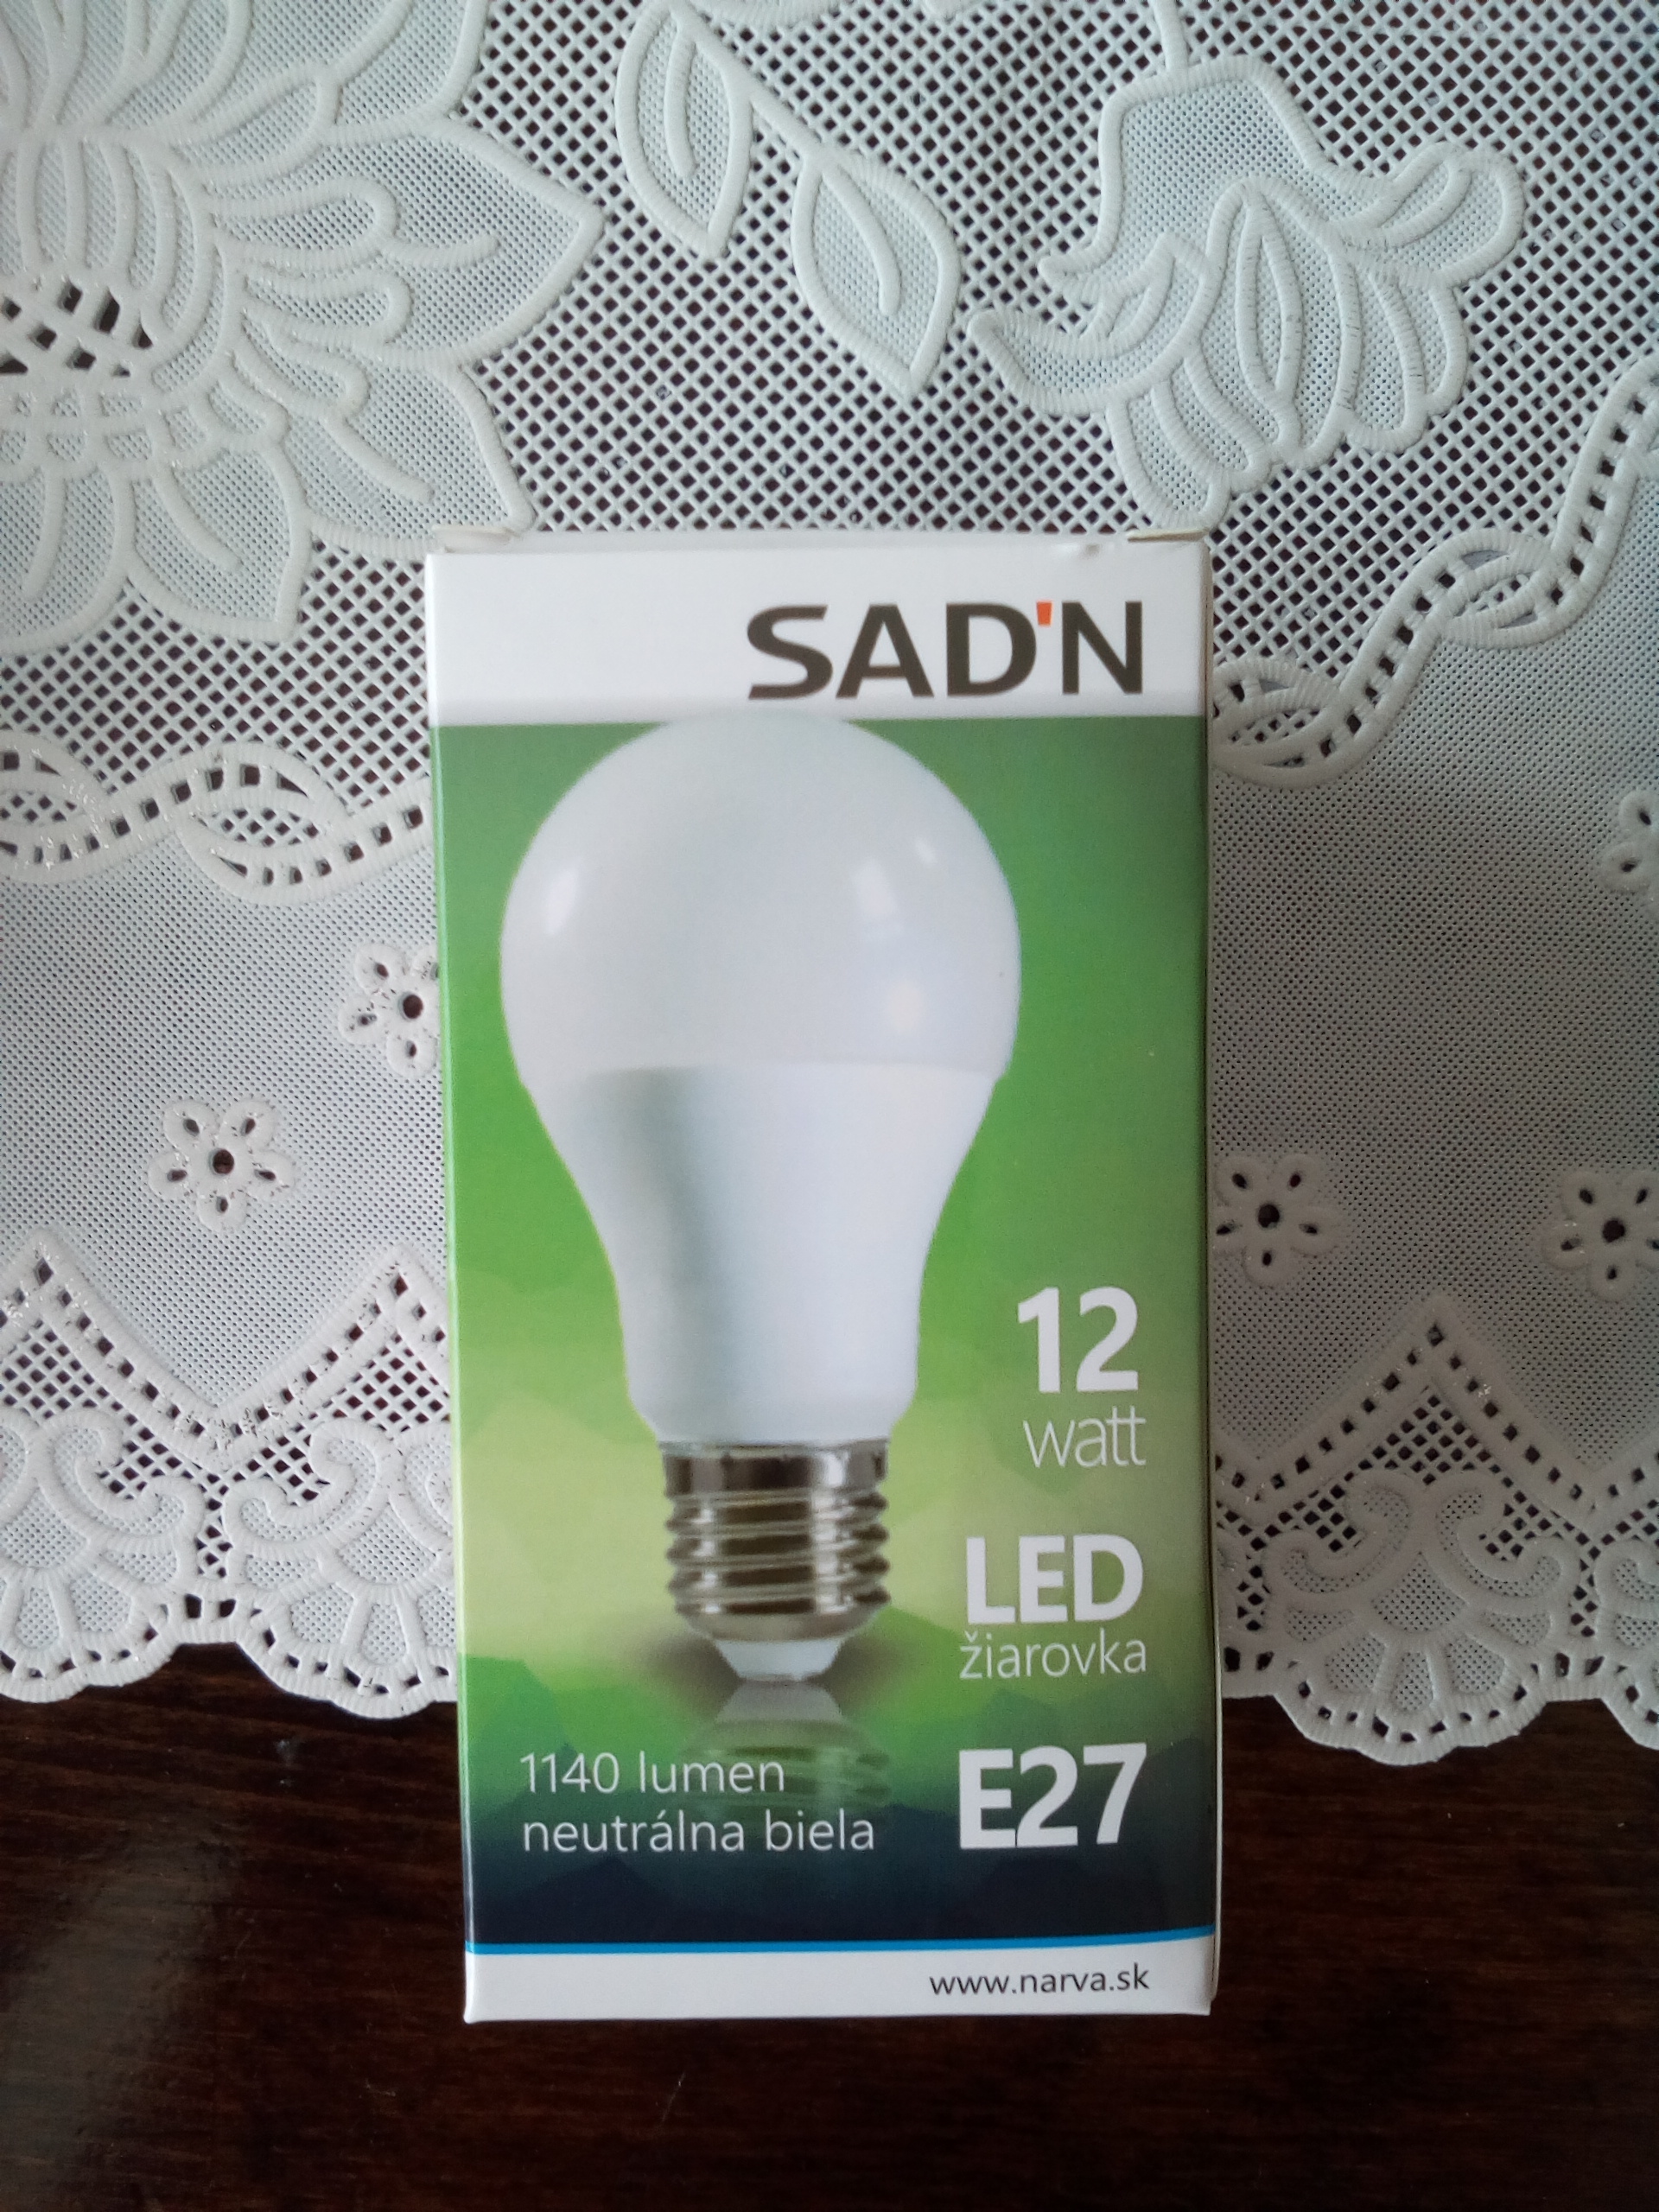 SAD'N
12
watt
LED
žiarovka
1140 lumen
neutrálna biela
E27
www.narva.sk